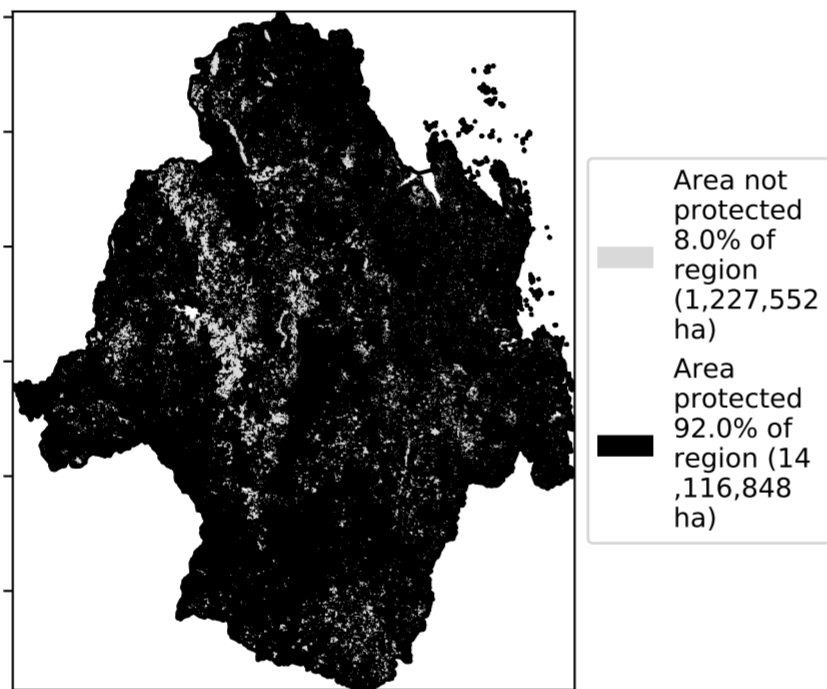 Area not
protected
8.0% of
region
(1,227,552
ha)
Area
protected
92.0% of
region (14
,116,848
ha)